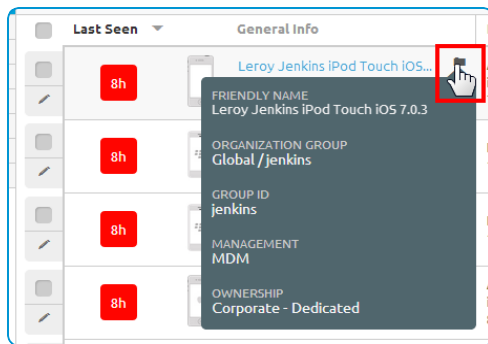 Last Seen General Info
8h
Leroy Jenkins iPod Touch iOS...
FRIENDLY NAME
Leroy Jenkins iPod Touch iOS 7.0.3
ORGANIZATION GROUP
Global / jenkins
8h
GROUP ID
jenkins
8h
MANAGEMENT
MDM
OWNERSHIP
Corporate - Dedicated
8h